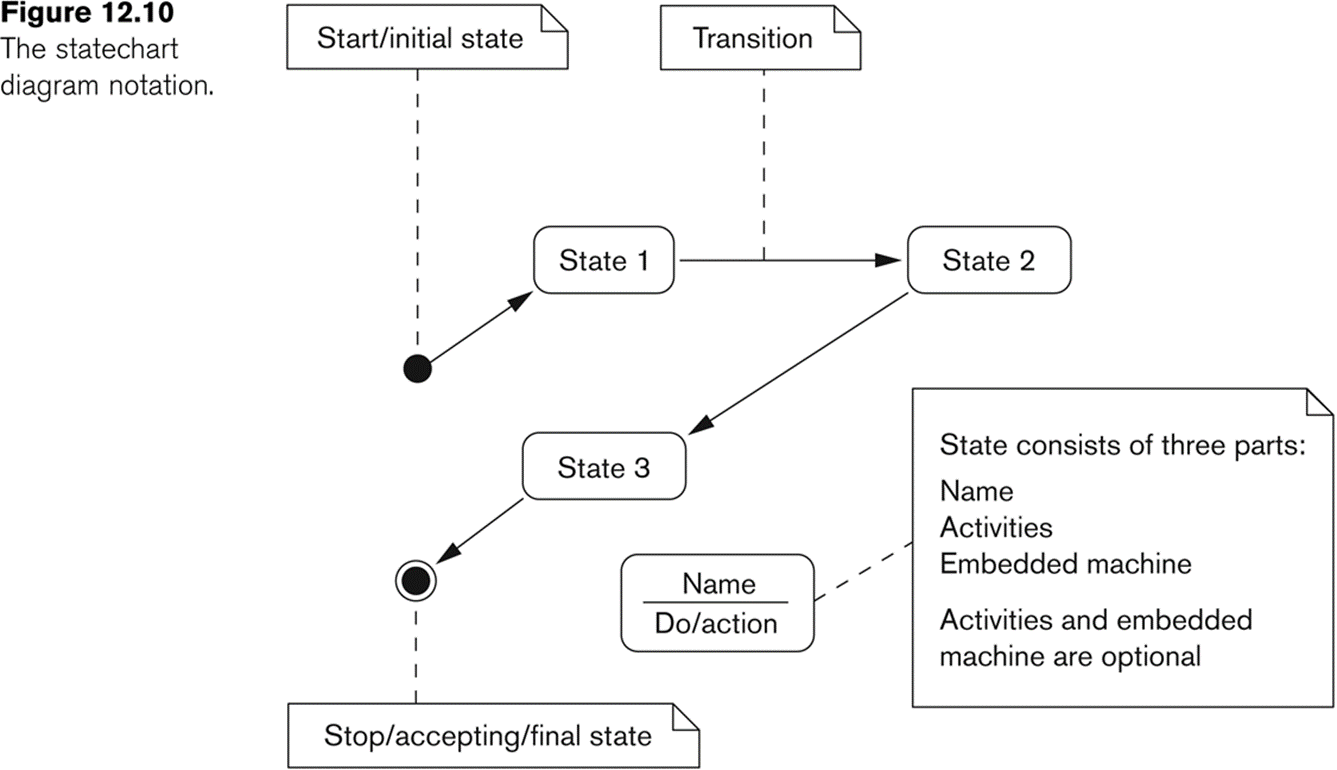 Figure 12.10
The statechart
diagram notation.
Start/initial state
Transition
State 1
State 2
State 3
State consists of three parts:
Name
Activities
Embedded machine
Activities and embedded
machine are optional
Name
Do/action
Stop/accepting/final state